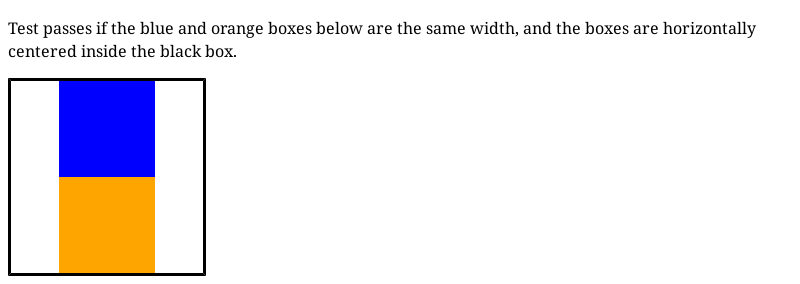 Test passes if the blue and orange boxes below are the same width, and the boxes are horizontally
centered inside the black box.